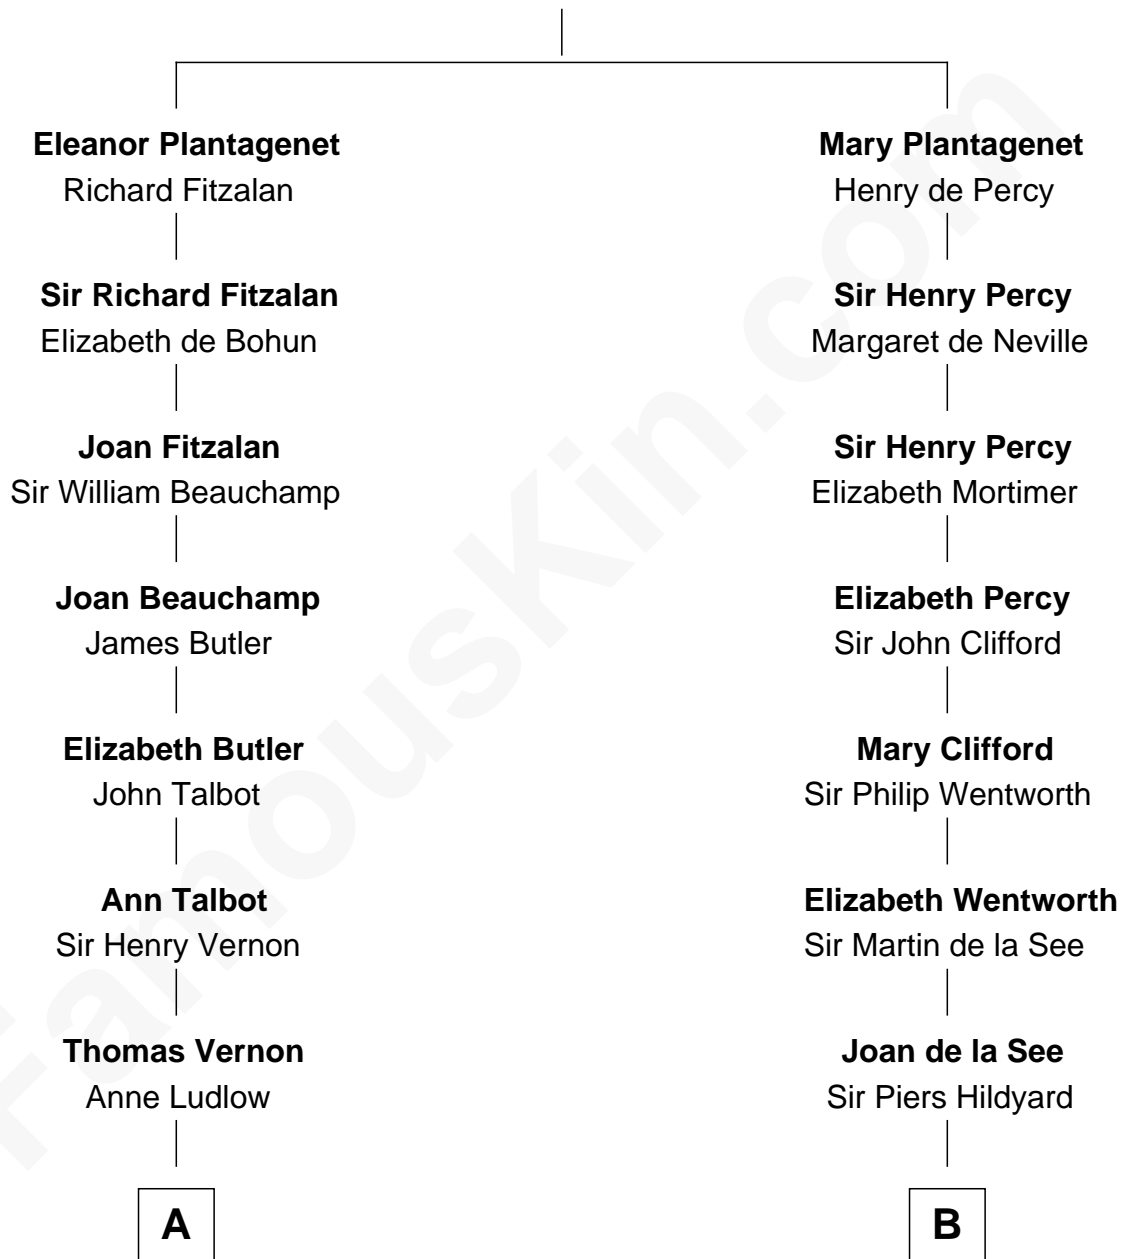 Eleanor Plantagenet
Richard Fitzalan
Sir Richard Fitzalan
Elizabeth de Bohun
Joan Fitzalan
Sir William Beauchamp
Joan Beauchamp
James Butler
Elizabeth Butler
John Talbot
Ann Talbot
Sir Henry Vernon
Thomas Vernon
Anne Ludlow
A
Mary Plantagenet
Henry de Percy
Sir Henry Percy
Margaret de Neville
Sir Henry Percy
Elizabeth Mortimer
Elizabeth Percy
Sir John Clifford
Mary Clifford
Sir Philip Wentworth
Elizabeth Wentworth
Sir Martin de la See
Joan de la See
Sir Piers Hildyard
B
FamousKin.com